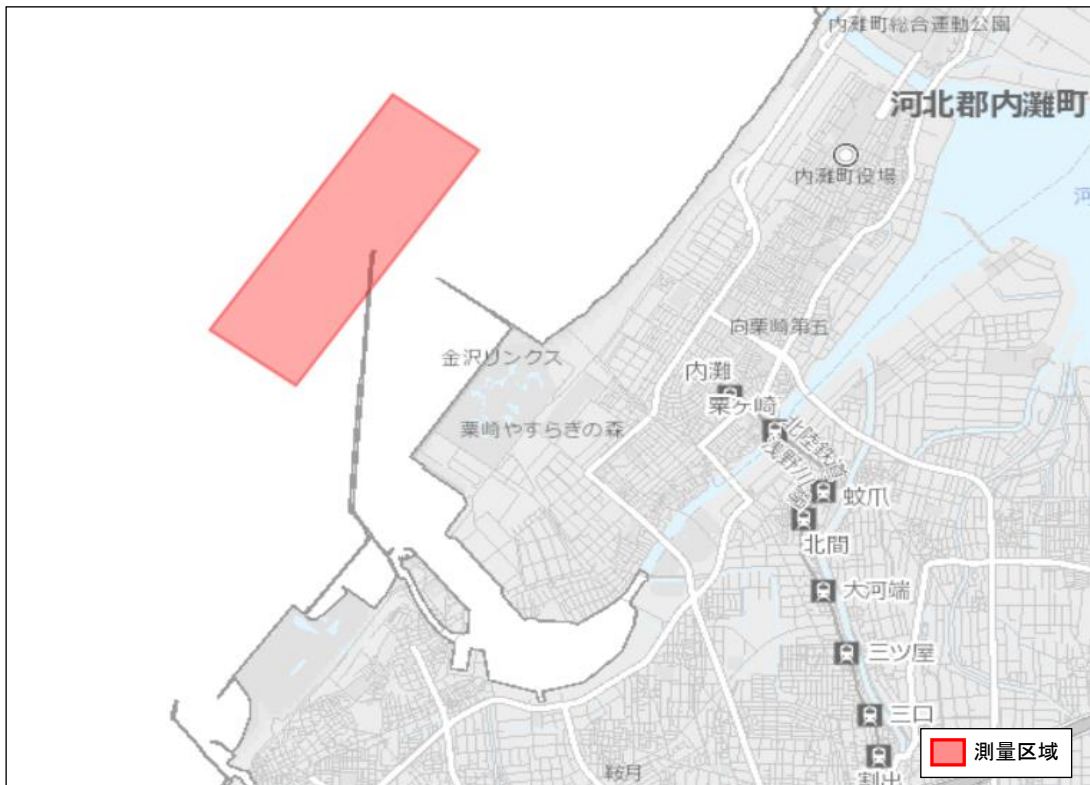 内灘町総合運動公園
河北郡内灘町
内灘町役場
河
向粟崎第五
金沢リンクス
内灘
粟ケ崎
粟崎やすらぎの森
北陸鉄道
浅野川線
蚊爪
北間
大河端
三ツ屋
三口
割出
鞍月
測量区域